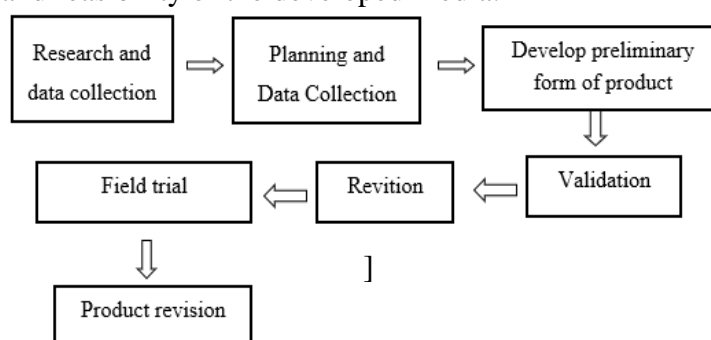 and feasibility of the developed media.
Research and
data collection
Planning and
Data Collection
Develop preliminary
form of product
Validation
Revition
Field trial
]
Product revision